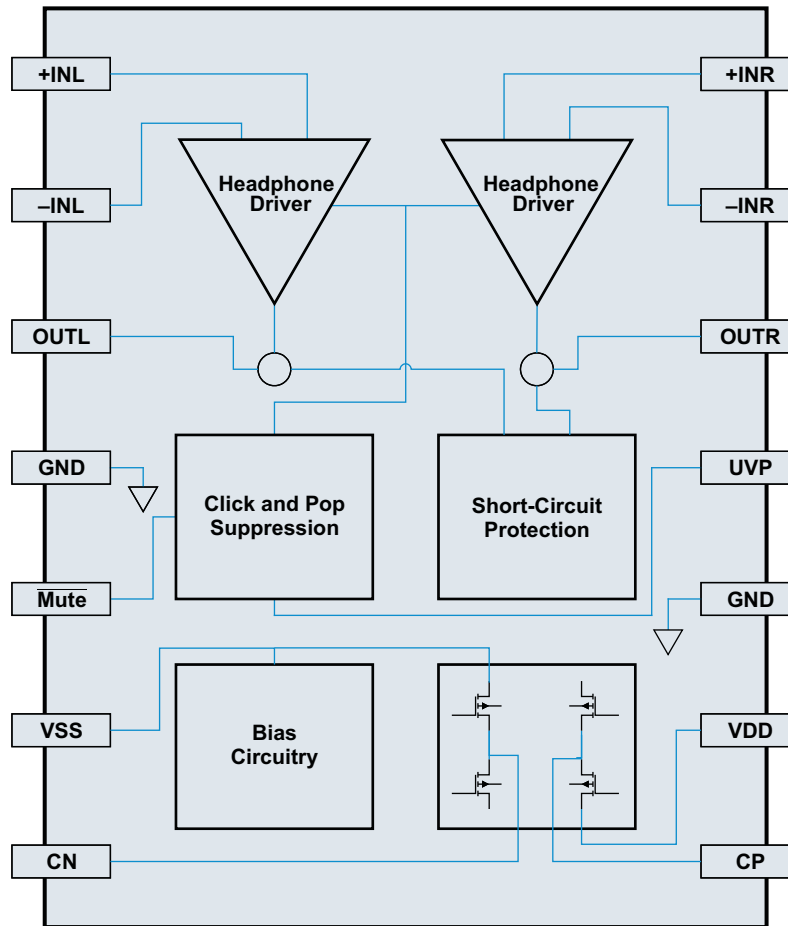 +INL
+INR
Headphone
Driver
Headphone
Driver
–INL
–INR
OUTL
OUTR
GND
UVP
Click and Pop
Suppression
Short-Circuit
Protection
Mute
GND
VSS
Bias
Circuitry
VDD
CN
CP